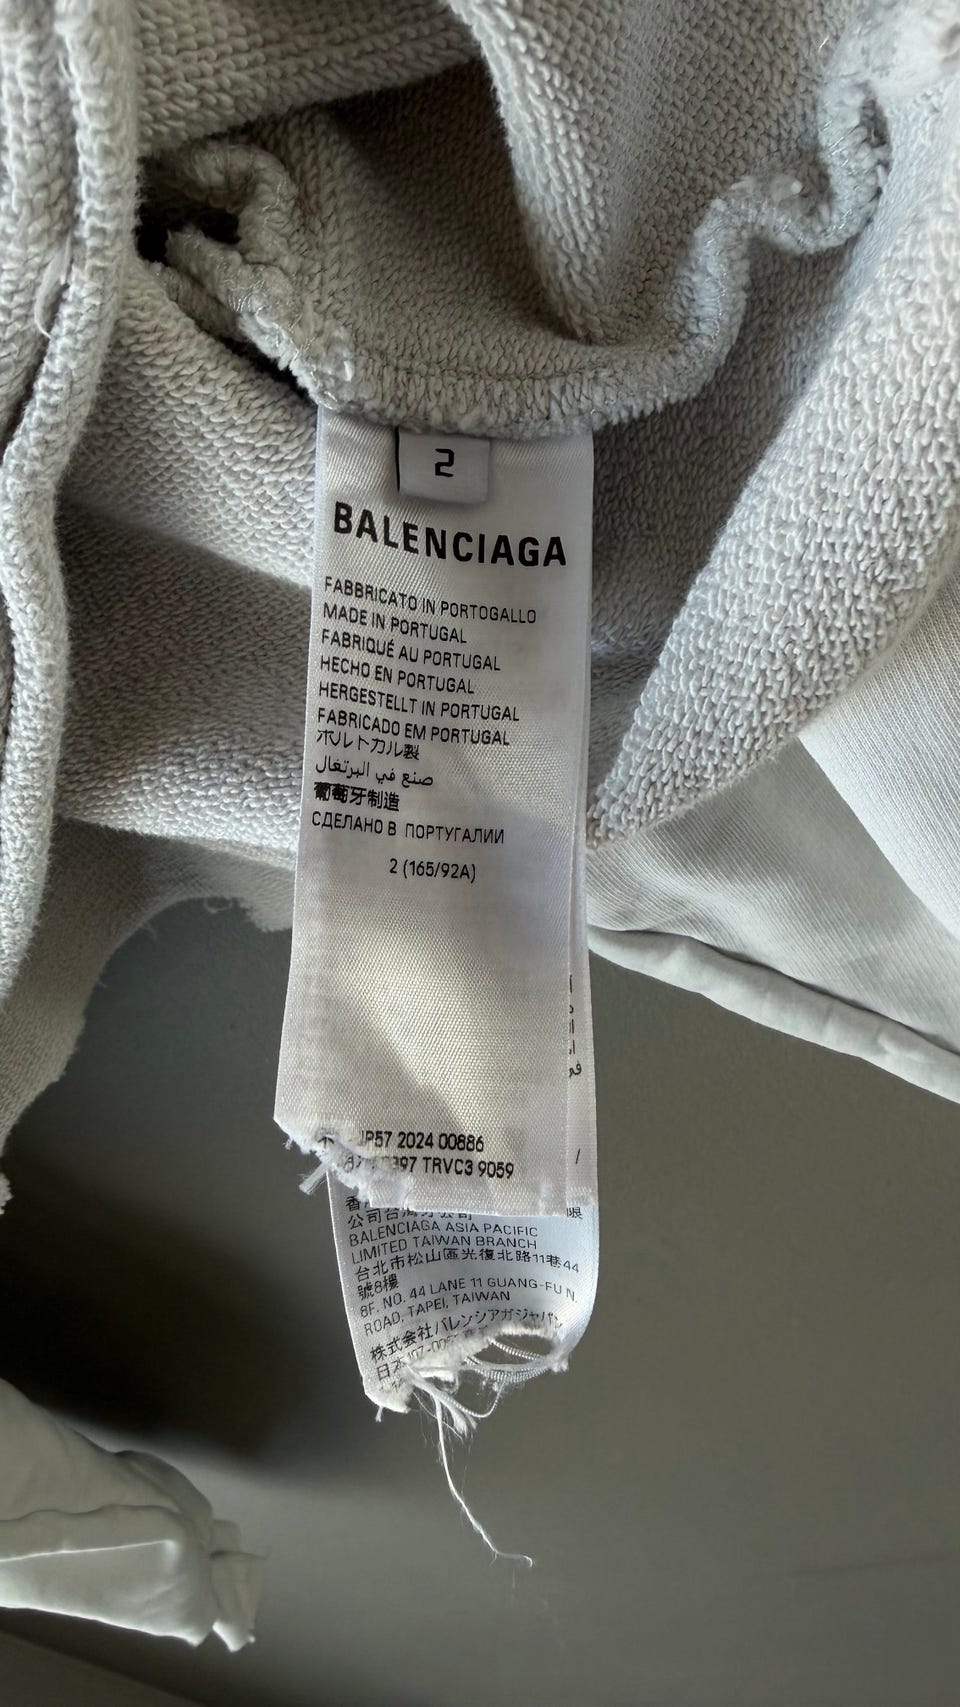 2
BALENCIAGA
FABBRICATO IN PORTOGALLO
MADE IN PORTUGAL
FABRIQUÉ AU PORTUGAL
HECHO EN PORTUGAL
HERGESTELLT IN PORTUGAL
FABRICADO EM PORTUGAL
ポルトカル製
صنع في البرتغال
葡萄牙制造
СДЕЛАНО В ПОРТУГАЛИИ
2 (165/92A)
2024 00886
TRVC3 9059
BALENCIAGA ASIA PACIFIC
LIMITED TAIWAN BRANCH
台北市松山區光復北路11巷44
號8樓
8F. NO. 44 LANE 11 GUANG-FU N.
ROAD, TAPEI, TAIWAN
株式会社バレンシアガジャパン